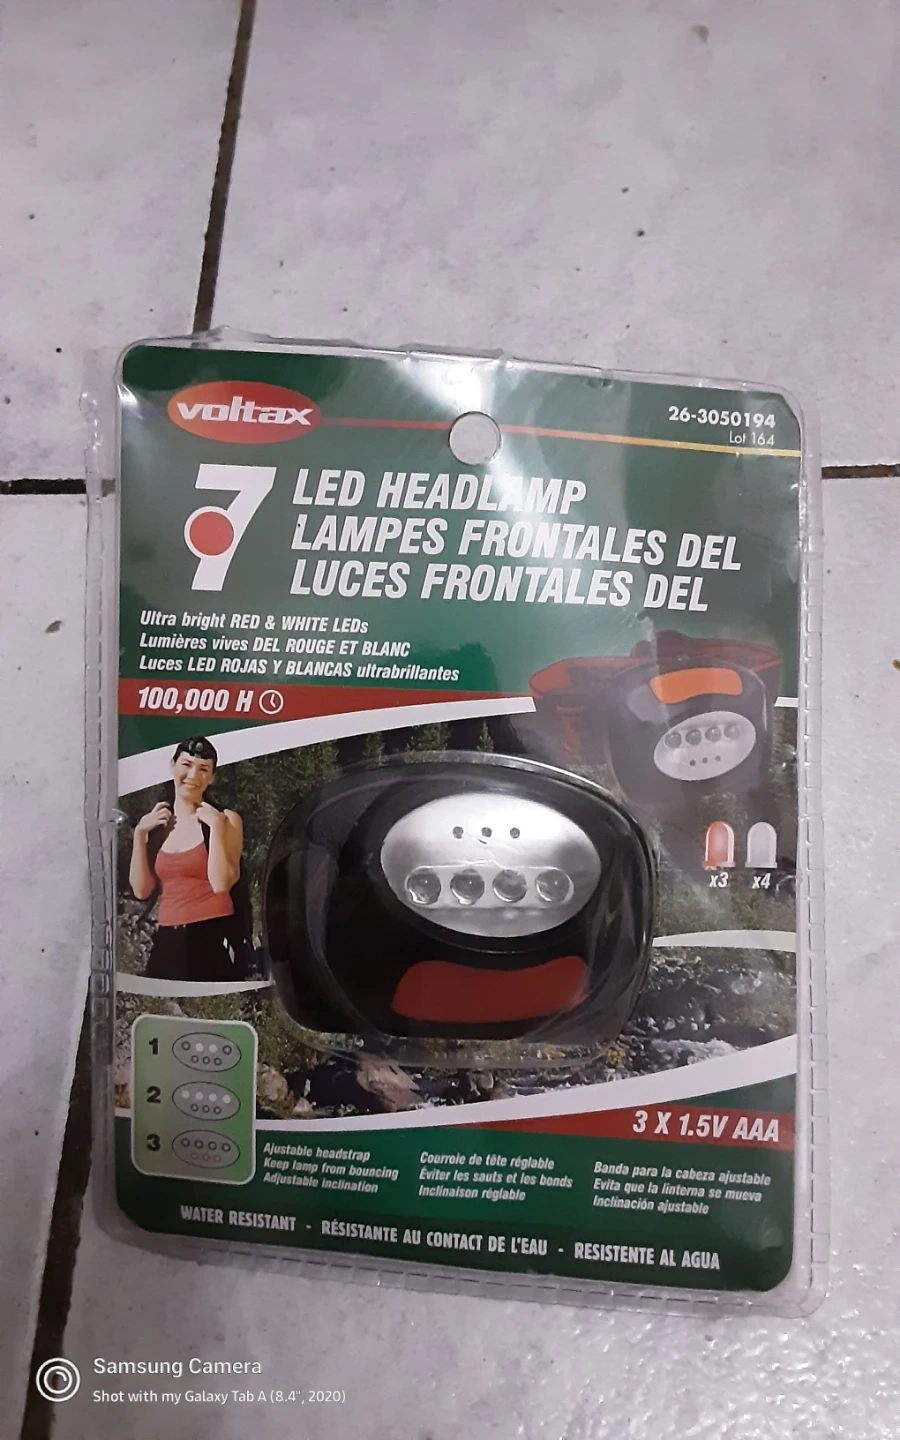 voltax
26-3050194
Lot 164
7
LED HEADLAMP
LAMPES FRONTALES DEL
LUCES FRONTALES DEL
Ultra bright RED & WHITE LEDs
Lumières vives DEL ROUGE ET BLANC
Luces LED ROJAS Y BLANCAS ultrabrillantes
100,000 H
x3 x4
1
2
3
3 X 1.5V AAA
Ajustable headstrap
Keep lamp from bouncing
Adjustable inclination
Courroie de tête réglable
Éviter les sauts et les bonds
Inclinaison réglable
Banda para la cabeza ajustable
Evita que la linterna se mueva
Inclinación ajustable
WATER RESISTANT - RÉSISTANTE AU CONTACT DE L'EAU - RESISTENTE AL AGUA
Samsung Camera
Shot with my Galaxy Tab A (8.4", 2020)